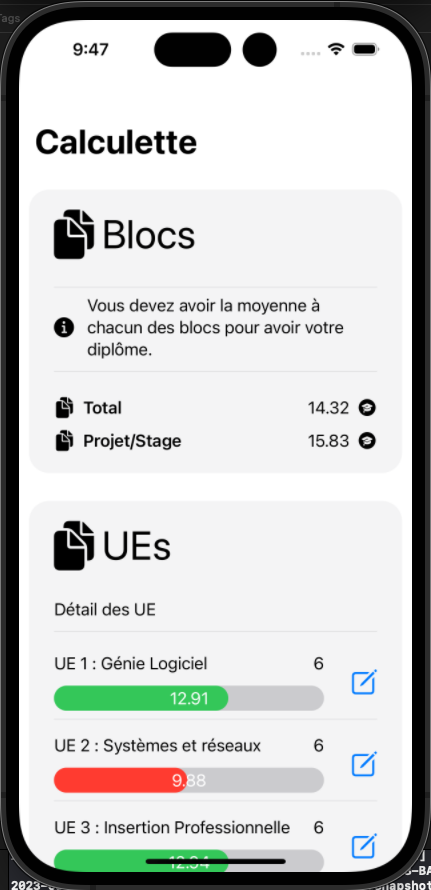 Tags
9:47
Calculette
Blocs
Vous devez avoir la moyenne à
chacun des blocs pour avoir votre
diplôme.
Total 14.32
Projet/Stage 15.83
UEs
Détail des UE
UE 1 : Génie Logiciel 6
12.91
UE 2 : Systèmes et réseaux 6
9.88
UE 3 : Insertion Professionnelle 6